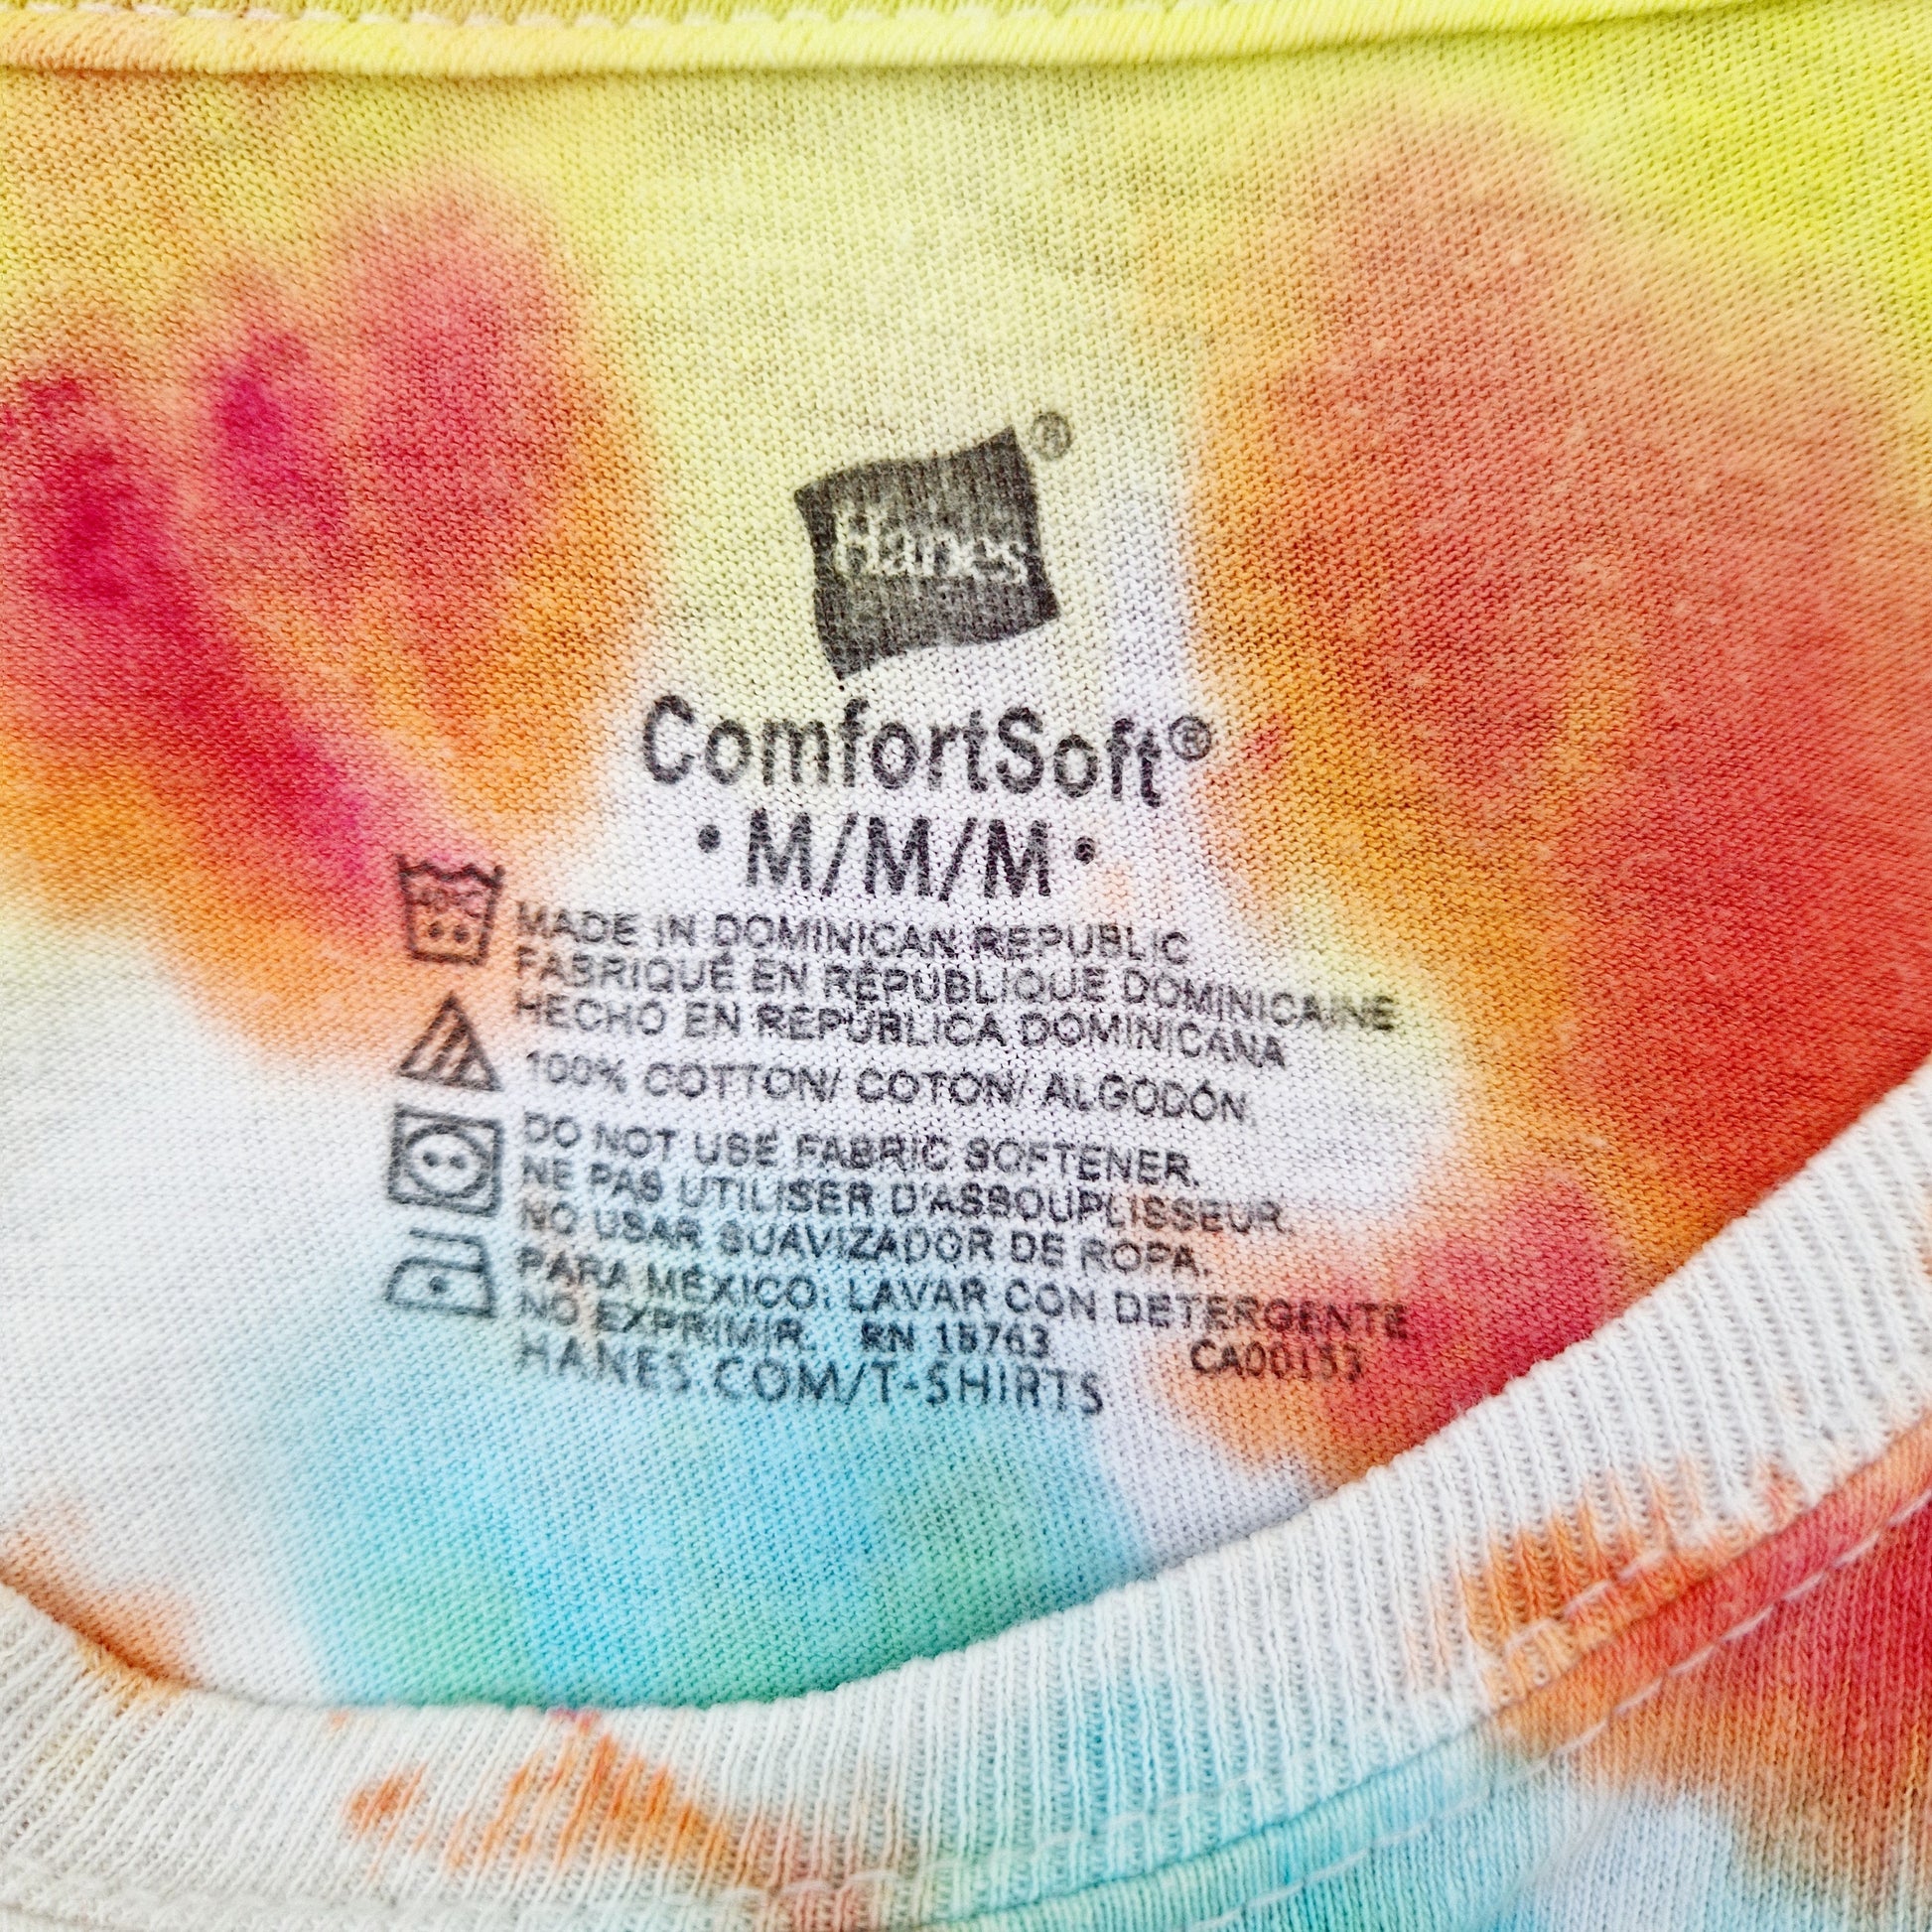 Hanes®
ComfortSoft®
• M/M/M •
40°C
MADE IN DOMINICAN REPUBLIC
FABRIQUÉ EN RÉPUBLIQUE DOMINICAINE
HECHO EN REPÚBLICA DOMINICANA
100% COTTON/ COTON/ ALGODÓN
DO NOT USE FABRIC SOFTENER.
NE PAS UTILISER D'ASSOUPLISSEUR.
NO USAR SUAVIZADOR DE ROPA.
PARA MÉXICO: LAVAR CON DETERGENTE
NO EXPRIMIR. RN 15763 CA00153
HANES.COM/T-SHIRTS